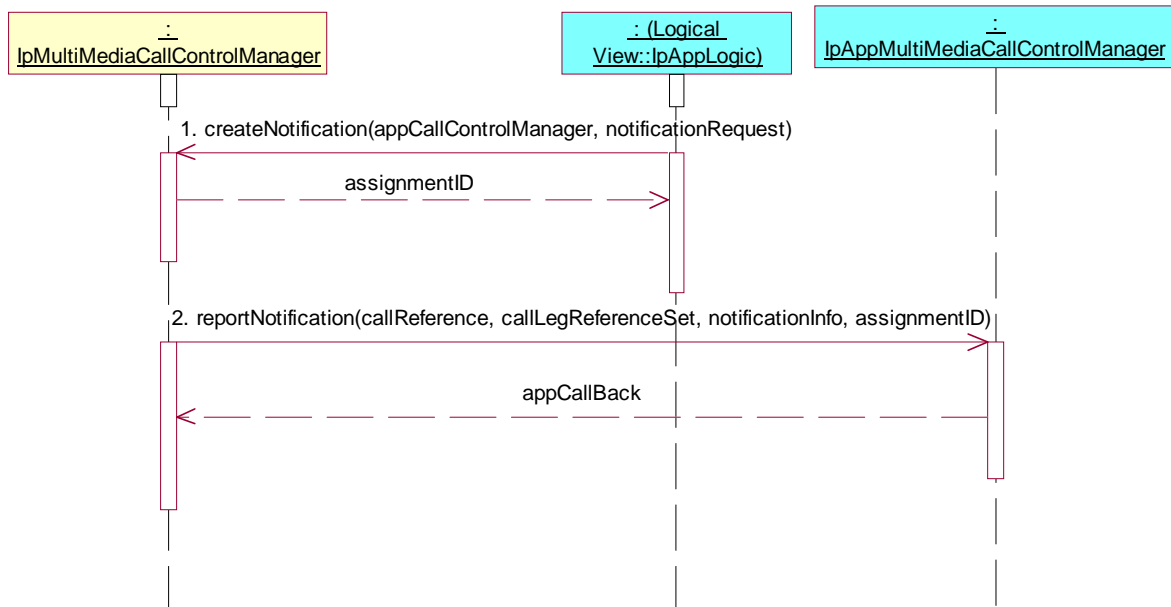 :
IpMultiMediaCallControlManager
: (Logical
View::IpAppLogic)
:
IpAppMultiMediaCallControlManager
1. createNotification(appCallControlManager, notificationRequest)
assignmentID
2. reportNotification(callReference, callLegReferenceSet, notificationInfo, assignmentID)
appCallBack